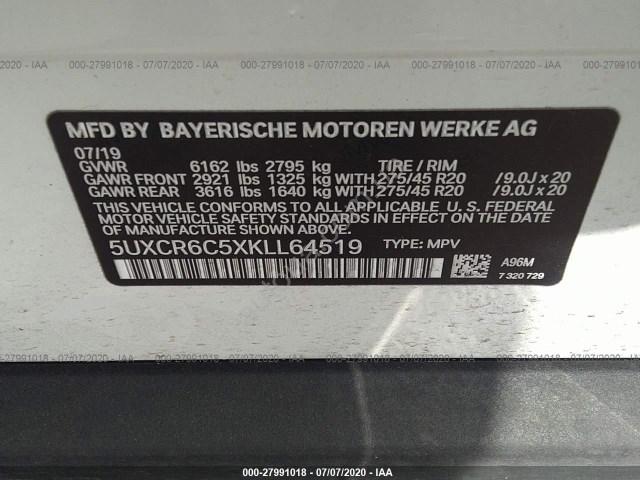 000-27991018 - 07/07/2020 - IAA
MFD BY BAYERISCHE MOTOREN WERKE AG
07/19
GVWR 6162 lbs 2795 kg TIRE / RIM
GAWR FRONT 2921 lbs 1325 kg WITH 275/45 R20 /9.0J x 20
GAWR REAR 3616 lbs 1640 kg WITH 275/45 R20 /9.0J x 20
THIS VEHICLE CONFORMS TO ALL APPLICABLE U. S. FEDERAL
MOTOR VEHICLE SAFETY STANDARDS IN EFFECT ON THE DATE
OF MANUFACTURE SHOWN ABOVE.
5UXCR6C5XKLL64519 TYPE: MPV
A96M
7 320 729
000-27991018 - 07/07/2020 - IAA